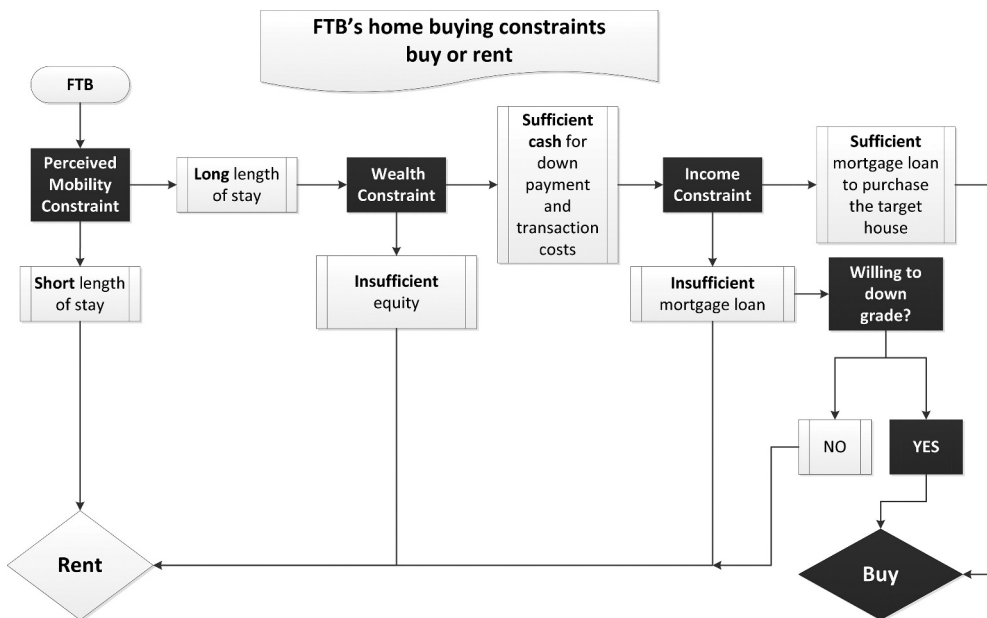 FTB's home buying constraints
buy or rent
FTB
Perceived
Mobility
Constraint
Long length
of stay
Wealth
Constraint
Sufficient
cash for
down
payment
and
transaction
costs
Income
Constraint
Sufficient
mortgage loan
to purchase
the target
house
Short length
of stay
Insufficient
equity
Insufficient
mortgage loan
Willing to
down
grade?
NO
YES
Rent
Buy